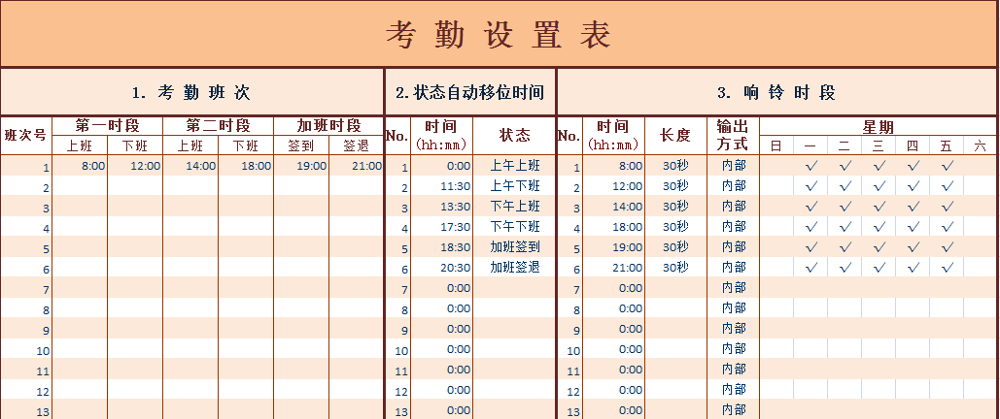 考 勤 设 置 表
1. 考 勤 班 次 2.状态自动移位时间 3. 响 铃 时 段
班次号 第一时段 第二时段 加班时段 No. 时间 (hh:mm) 状态 No. 时间 (hh:mm) 长度 输出方式 星期
上班 下班 上班 下班 签到 签退 日 一 二 三 四 五 六
1 8:00 12:00 14:00 18:00 19:00 21:00 1 0:00 上午上班 1 8:00 30秒 内部 √ √ √ √ √
2 2 11:30 上午下班 2 12:00 30秒 内部 √ √ √ √ √
3 3 13:30 下午上班 3 14:00 30秒 内部 √ √ √ √ √
4 4 17:30 下午下班 4 18:00 30秒 内部 √ √ √ √ √
5 5 18:30 加班签到 5 19:00 30秒 内部 √ √ √ √ √
6 6 20:30 加班签退 6 21:00 30秒 内部 √ √ √ √ √
7 7 0:00 7 0:00 内部
8 8 0:00 8 0:00 内部
9 9 0:00 9 0:00 内部
10 10 0:00 10 0:00 内部
11 11 0:00 11 0:00 内部
12 12 0:00 12 0:00 内部
13 13 0:00 13 0:00 内部